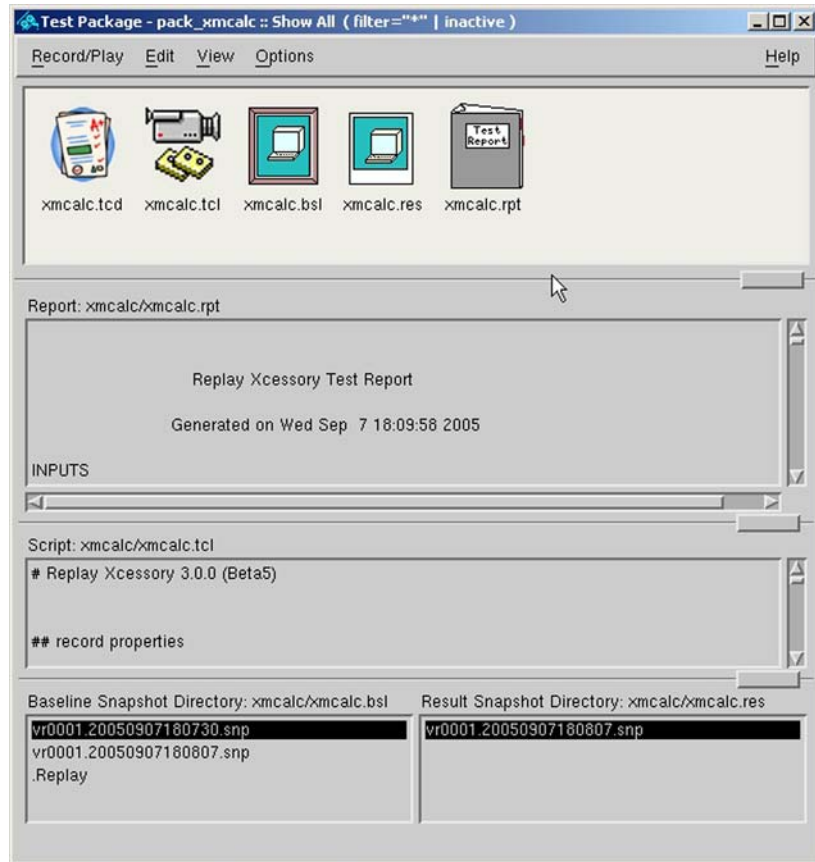 Test Package - pack_xmcalc :: Show All ( filter="*" | inactive )
Record/Play Edit View Options Help
A+
Test
Report
xmcalc.tcd xmcalc.tcl xmcalc.bsl xmcalc.res xmcalc.rpt
Report: xmcalc/xmcalc.rpt
Replay Xcessory Test Report
Generated on Wed Sep 7 18:09:58 2005
INPUTS
Script: xmcalc/xmcalc.tcl
# Replay Xcessory 3.0.0 (Beta5)
## record properties
Baseline Snapshot Directory: xmcalc/xmcalc.bsl
vr0001.20050907180730.snp
vr0001.20050907180807.snp
.Replay
Result Snapshot Directory: xmcalc/xmcalc.res
vr0001.20050907180807.snp